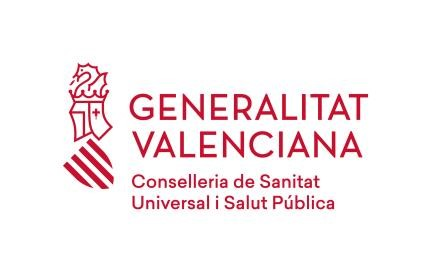 GENERALITAT
VALENCIANA
Conselleria de Sanitat
Universal i Salut Pública